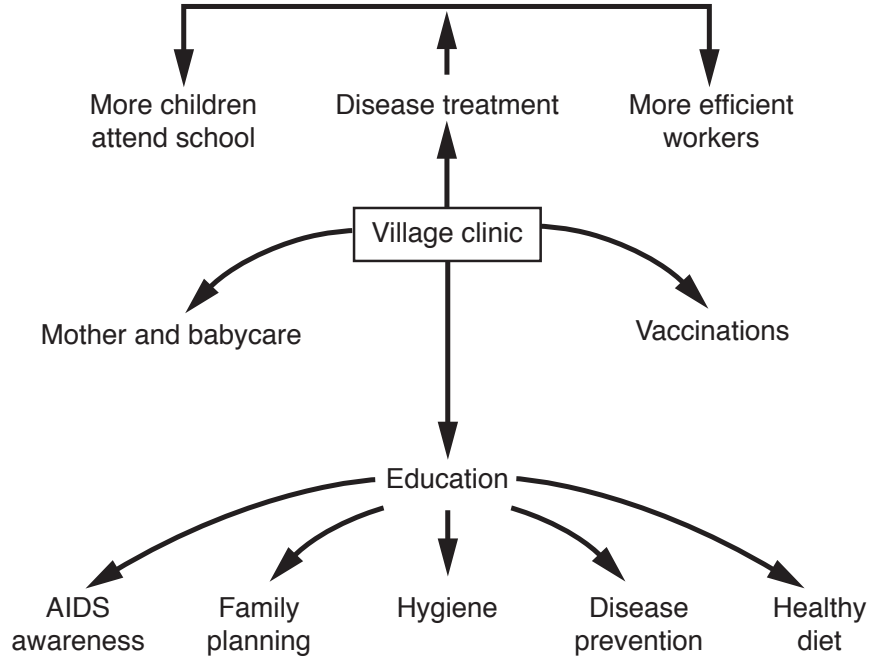 More children
attend school
Disease treatment
More efficient
workers
Village clinic
Mother and babycare
Vaccinations
Education
AIDS
awareness
Family
planning
Hygiene
Disease
prevention
Healthy
diet